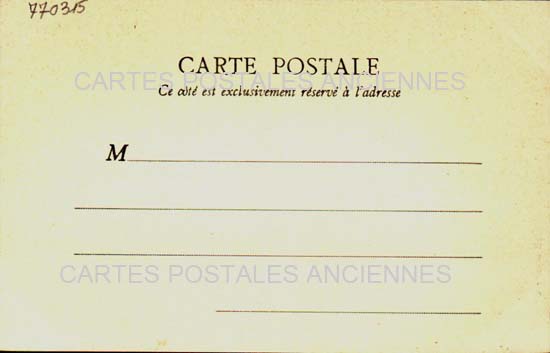 770315
CARTE POSTALE
CARTES POSTALES ANCIENNES
Ce côté est exclusivement réservé à l'adresse
M
CARTES POSTALES ANCIENNES